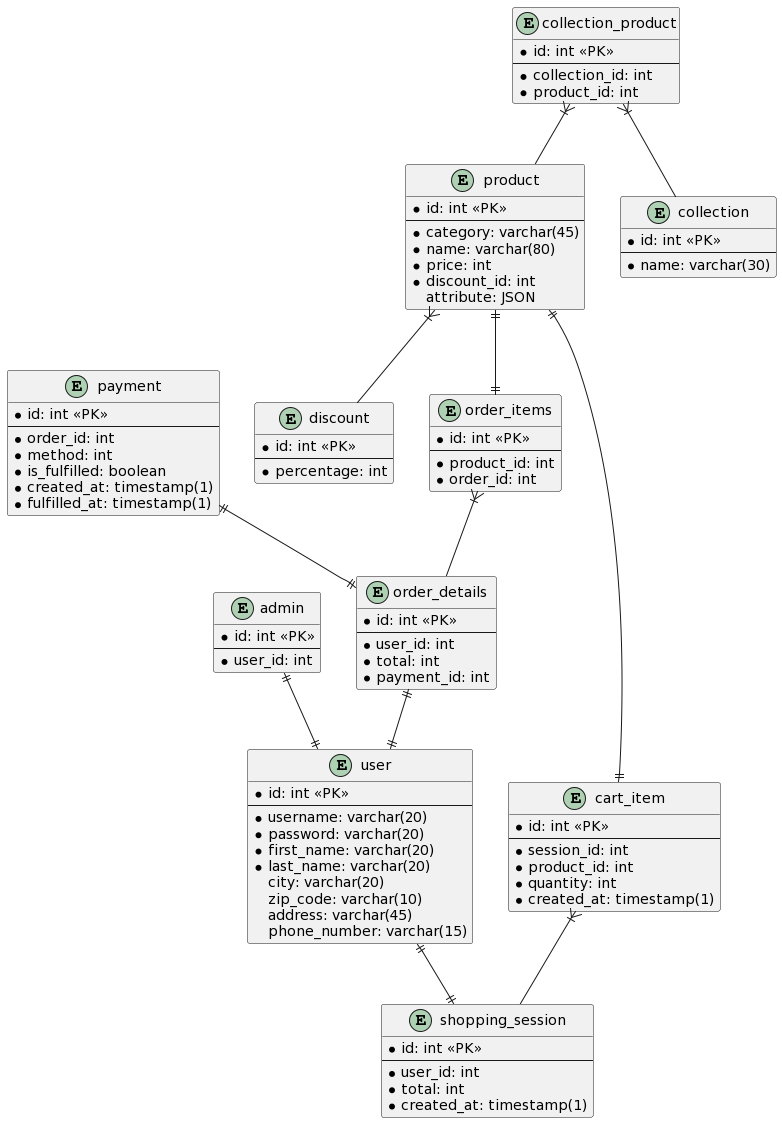 E collection_product
id: int «PK»
collection_id: int
product_id: int
E product
id: int «PK»
category: varchar(45)
name: varchar(80)
price: int
discount_id: int
attribute: JSON
E collection
id: int «PK»
name: varchar(30)
E payment
id: int «PK»
order_id: int
method: int
is_fulfilled: boolean
created_at: timestamp(1)
fulfilled_at: timestamp(1)
E discount
id: int «PK»
percentage: int
E order_items
id: int «PK»
product_id: int
order_id: int
E admin
id: int «PK»
user_id: int
E order_details
id: int «PK»
user_id: int
total: int
payment_id: int
E user
id: int «PK»
username: varchar(20)
password: varchar(20)
first_name: varchar(20)
last_name: varchar(20)
city: varchar(20)
zip_code: varchar(10)
address: varchar(45)
phone_number: varchar(15)
E cart_item
id: int «PK»
session_id: int
product_id: int
quantity: int
created_at: timestamp(1)
E shopping_session
id: int «PK»
user_id: int
total: int
created_at: timestamp(1)